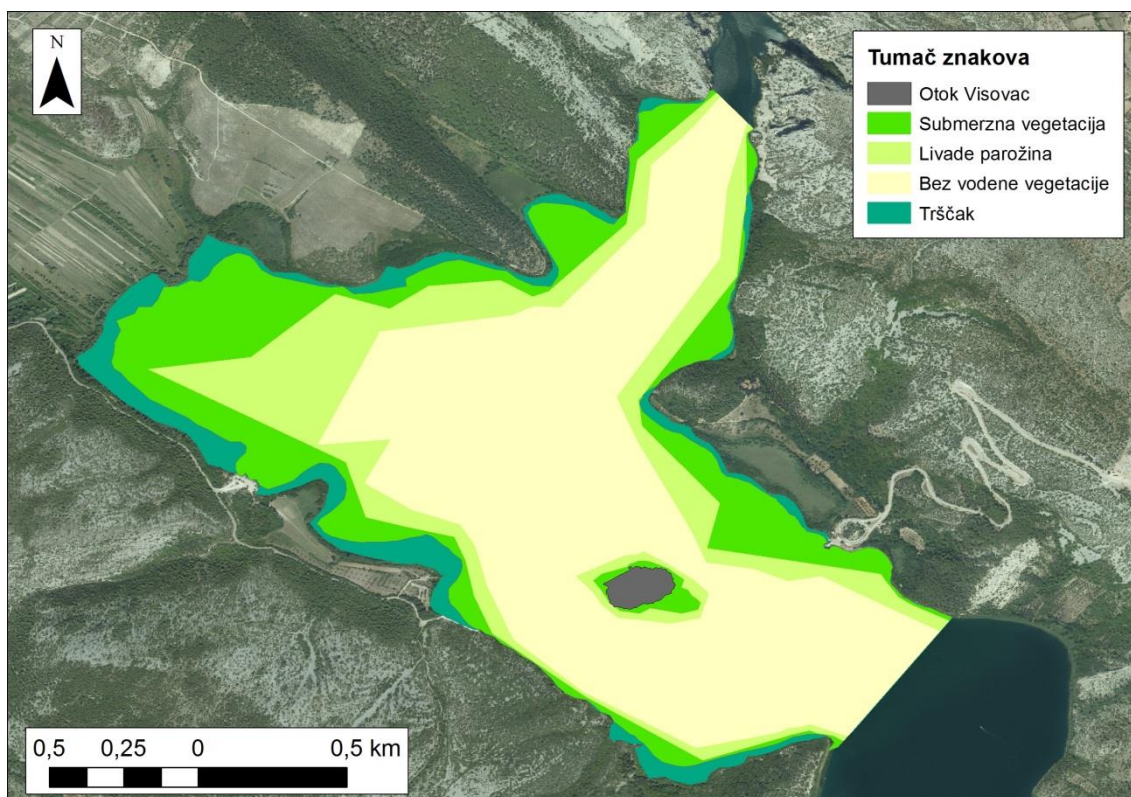 N
Tumač znakova
Otok Visovac
Submerzna vegetacija
Livade parožina
Bez vodene vegetacije
Trščak
0,5 0,25 0 0,5 km